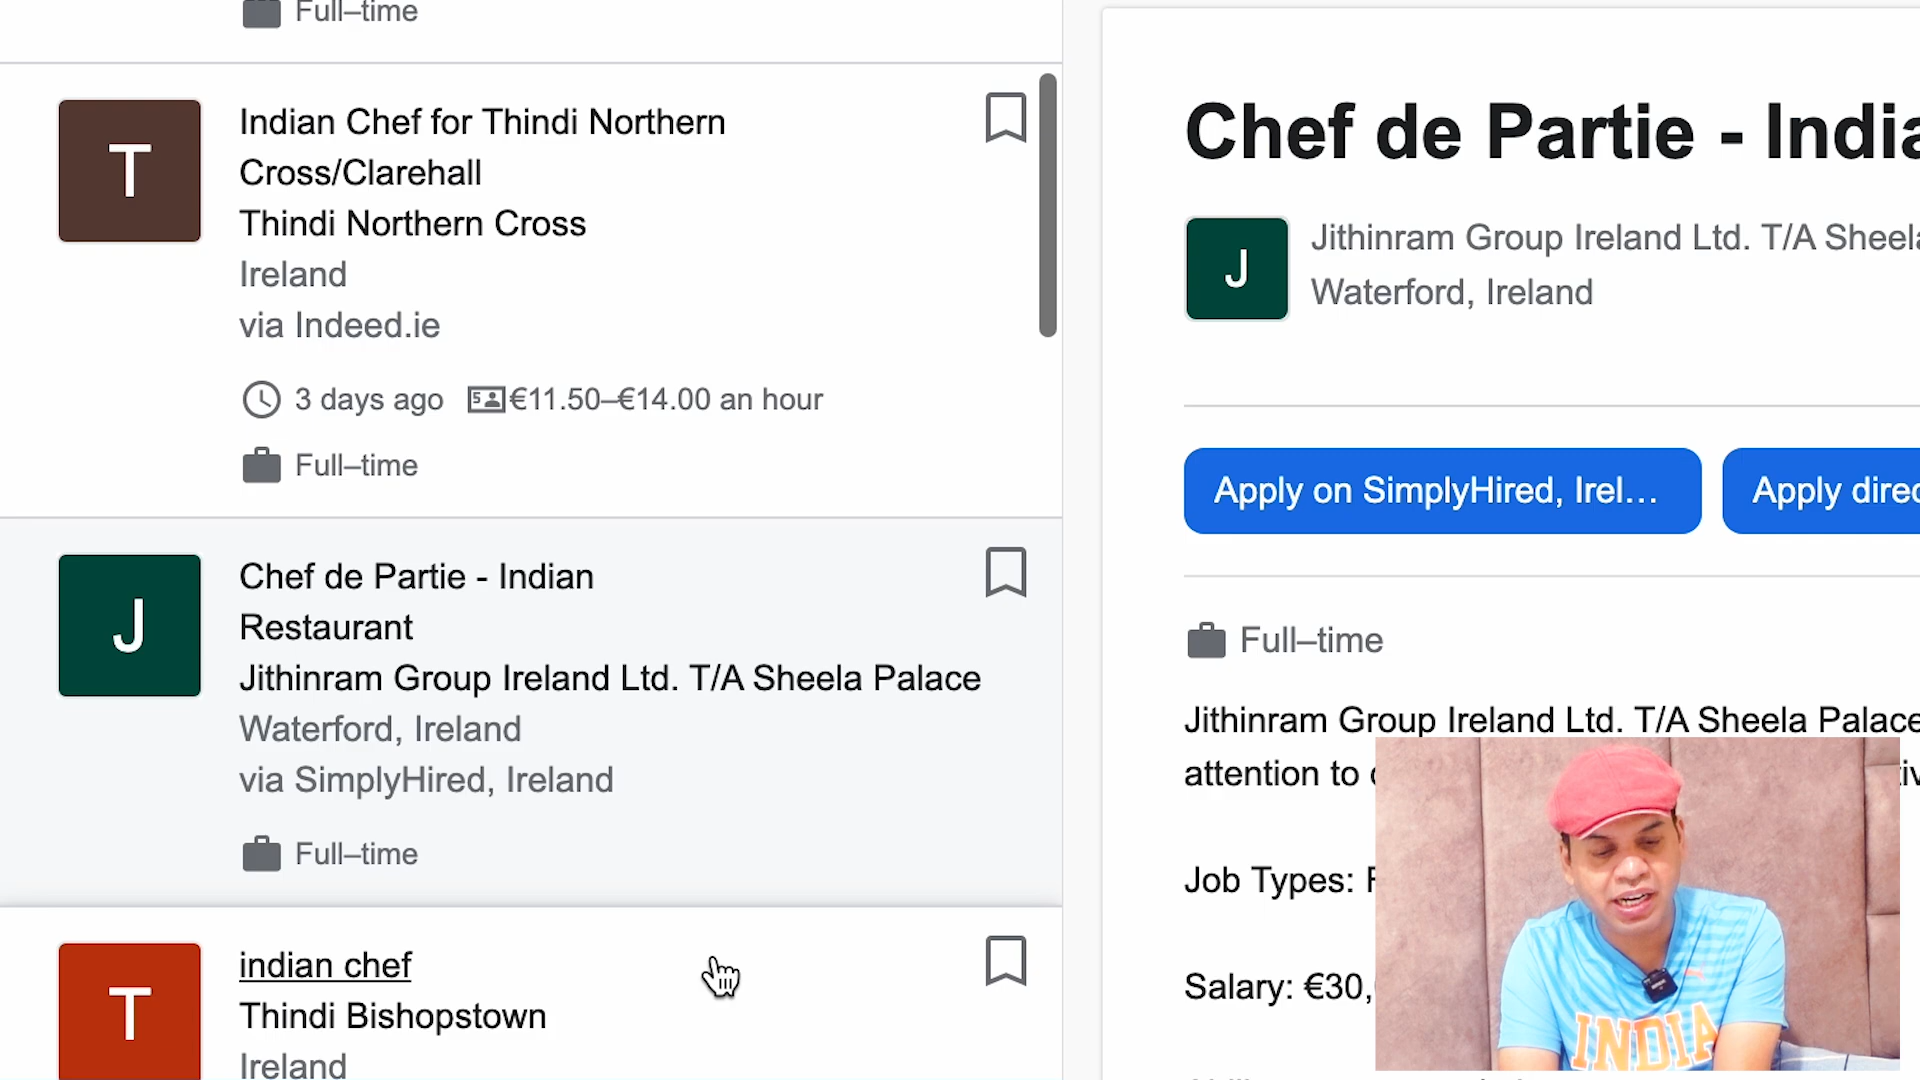 Full–time
T
Indian Chef for Thindi Northern
Cross/Clarehall
Thindi Northern Cross
Ireland
via Indeed.ie
3 days ago €11.50–€14.00 an hour
Full–time
J
Chef de Partie - Indian
Restaurant
Jithinram Group Ireland Ltd. T/A Sheela Palace
Waterford, Ireland
via SimplyHired, Ireland
Full–time
T
indian chef
Thindi Bishopstown
Ireland
Chef de Partie - India
J
Jithinram Group Ireland Ltd. T/A Sheela
Waterford, Ireland
Apply on SimplyHired, Irel...
Apply direc
Full–time
Jithinram Group Ireland Ltd. T/A Sheela Palace
attention to
Job Types:
Salary: €30,
INDIA